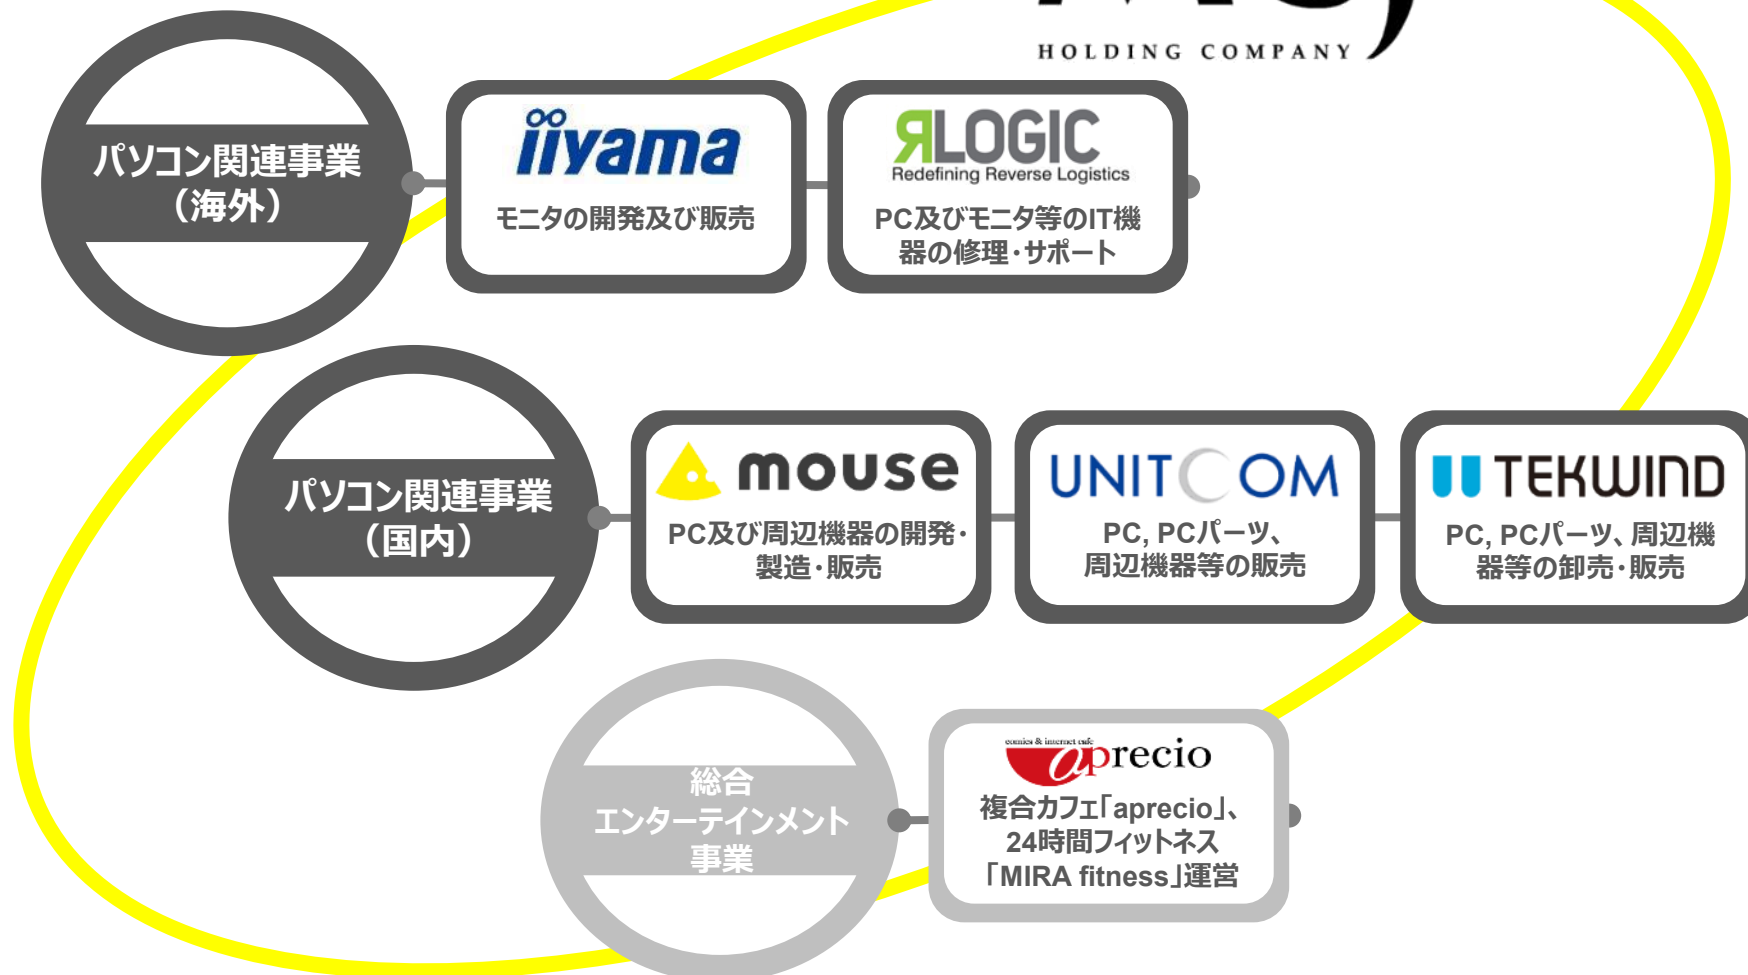 HOLDING COMPANY
パソコン関連事業
（海外）
iiyama
モニタの開発及び販売
RLOGIC
Redefining Reverse Logistics
PC及びモニタ等のIT機
器の修理・サポート
パソコン関連事業
（国内）
mouse
PC及び周辺機器の開発・
製造・販売
UNITCOM
PC, PCパーツ、
周辺機器等の販売
TEKWIND
PC, PCパーツ、周辺機
器等の卸売・販売
総合
エンターテインメント
事業
comics & internet cafe
aprecio
複合カフェ「aprecio」、
24時間フィットネス
「MIRA fitness」運営